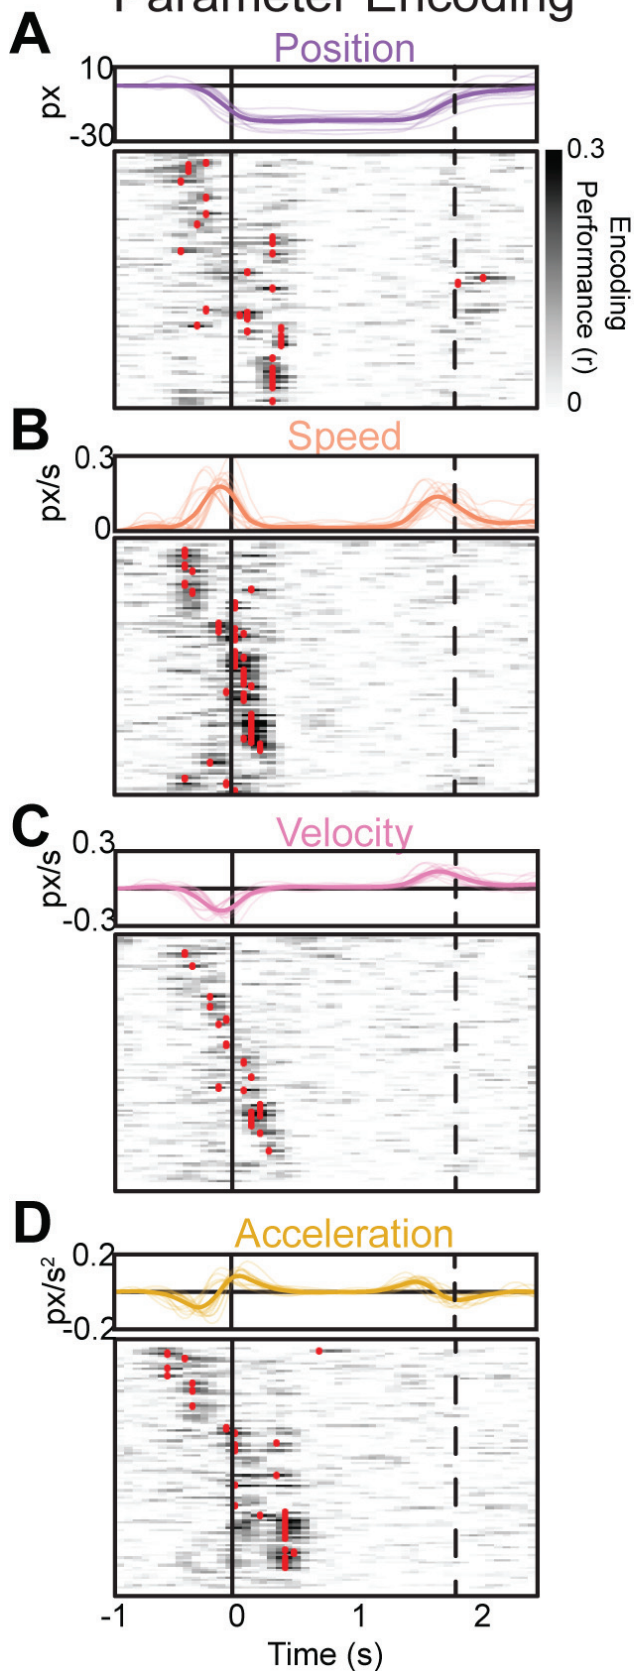 Parameter Encoding
A
Position
10
px
-30
0.3
Encoding
Performance (r)
0
B
Speed
0.3
px/s
0
C
Velocity
0.3
px/s
-0.3
D
Acceleration
0.2
px/s²
-0.2
-1 0 1 2
Time (s)